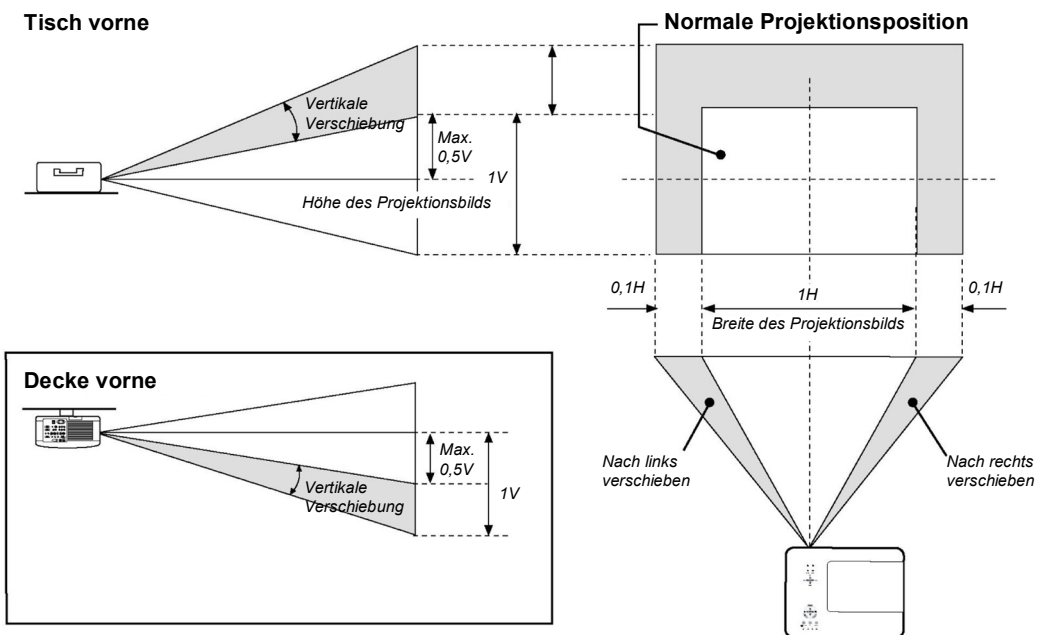 Tisch vorne
Normale Projektionsposition
Vertikale
Verschiebung
Max.
0,5V
1V
Höhe des Projektionsbilds
0,1H
1H
0,1H
Breite des Projektionsbilds
Decke vorne
Max.
0,5V
Vertikale
Verschiebung
1V
Nach links
verschieben
Nach rechts
verschieben